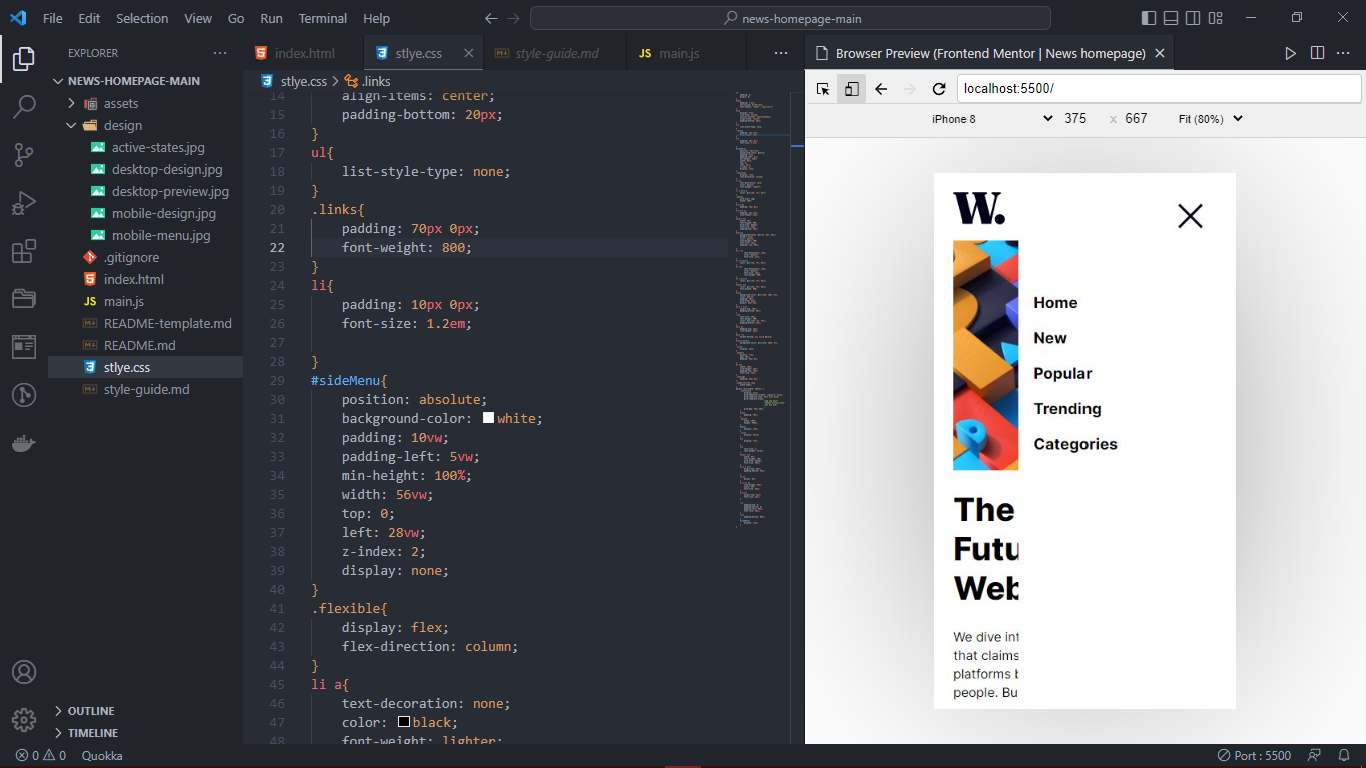 File Edit Selection View Go Run Terminal Help
news-homepage-main
EXPLORER
NEWS-HOMEPAGE-MAIN
assets
design
active-states.jpg
desktop-design.jpg
desktop-preview.jpg
mobile-design.jpg
mobile-menu.jpg
.gitignore
index.html
JS main.js
README-template.md
README.md
stlye.css
style-guide.md
OUTLINE
TIMELINE
index.html
stlye.css
style-guide.md
JS main.js
stlye.css > .links
14 align-items: center;
15 padding-bottom: 20px;
16 }
17 ul{
18 list-style-type: none;
19 }
20 .links{
21 padding: 70px 0px;
22 font-weight: 800;
23 }
24 li{
25 padding: 10px 0px;
26 font-size: 1.2em;
27
28 }
29 #sideMenu{
30 position: absolute;
31 background-color: white;
32 padding: 10vw;
33 padding-left: 5vw;
34 min-height: 100%;
35 width: 56vw;
36 top: 0;
37 left: 28vw;
38 z-index: 2;
39 display: none;
40 }
41 .flexible{
42 display: flex;
43 flex-direction: column;
44 }
45 li a{
46 text-decoration: none;
47 color: black;
48 font-weight: lighter;
Browser Preview (Frontend Mentor | News homepage)
localhost:5500/
iPhone 8 375 x 667 Fit (80%)
W.
Home
New
Popular
Trending
Categories
The
Futu
Web
We dive int
that claims
platforms b
people. Bu
0 0 Quokka
Port : 5500